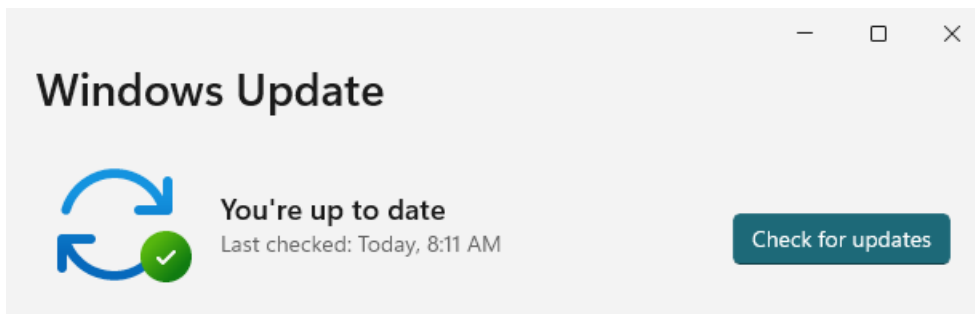 Windows Update
You're up to date
Last checked: Today, 8:11 AM
Check for updates